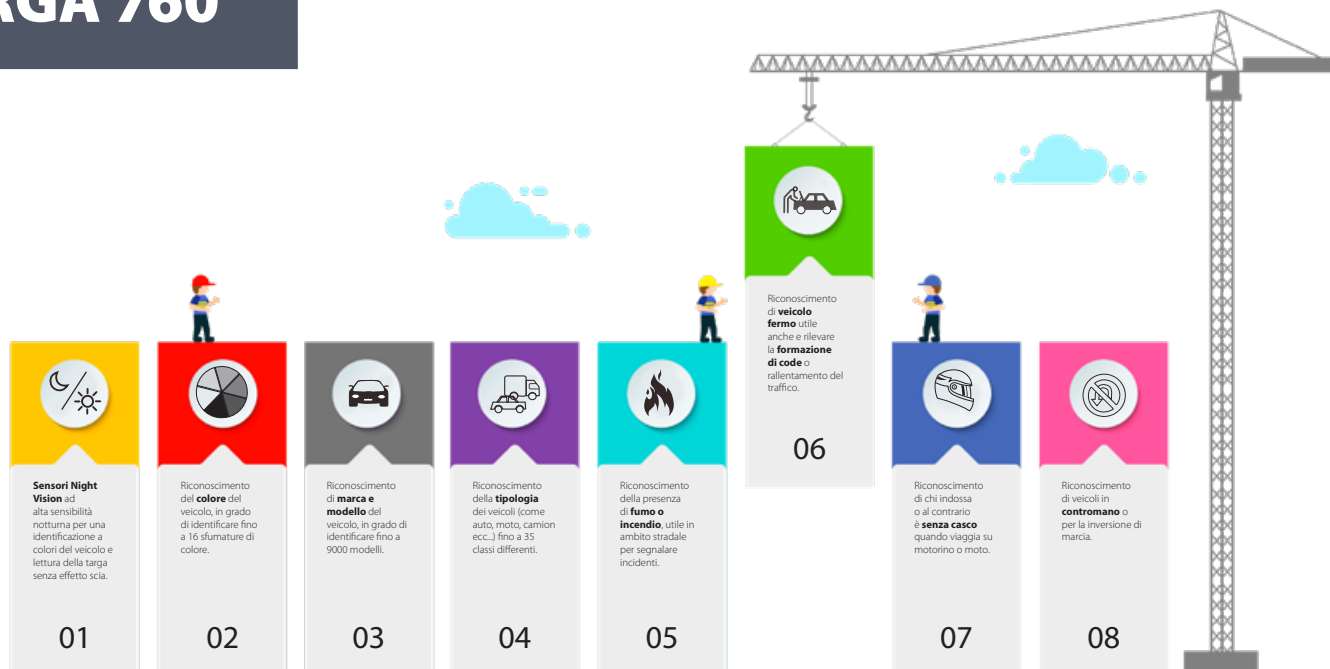 RGA 760
Sensori Night
Vision ad
alta sensibilità
notturna per una
identificazione a
colori del veicolo e
lettura della targa
senza effetto scia.
01
Riconoscimento
del colore del
veicolo, in grado
di identificare fino
a 16 sfumature di
colore.
02
Riconoscimento
di marca e
modello del
veicolo, in grado di
identificare fino a
9000 modelli.
03
Riconoscimento
della tipologia
dei veicoli (come
auto, moto, camion
ecc...) fino a 35
classi differenti.
04
Riconoscimento
della presenza
di fumo o
incendio, utile in
ambito stradale
per segnalare
incidenti.
05
Riconoscimento
di veicolo
fermo utile
anche e rilevare
la formazione
di code o
rallentamento del
traffico.
06
Riconoscimento
di chi indossa
o al contrario
è senza casco
quando viaggia su
motorino o moto.
07
Riconoscimento
di veicoli in
contromano o
per la inversione di
marcia.
08